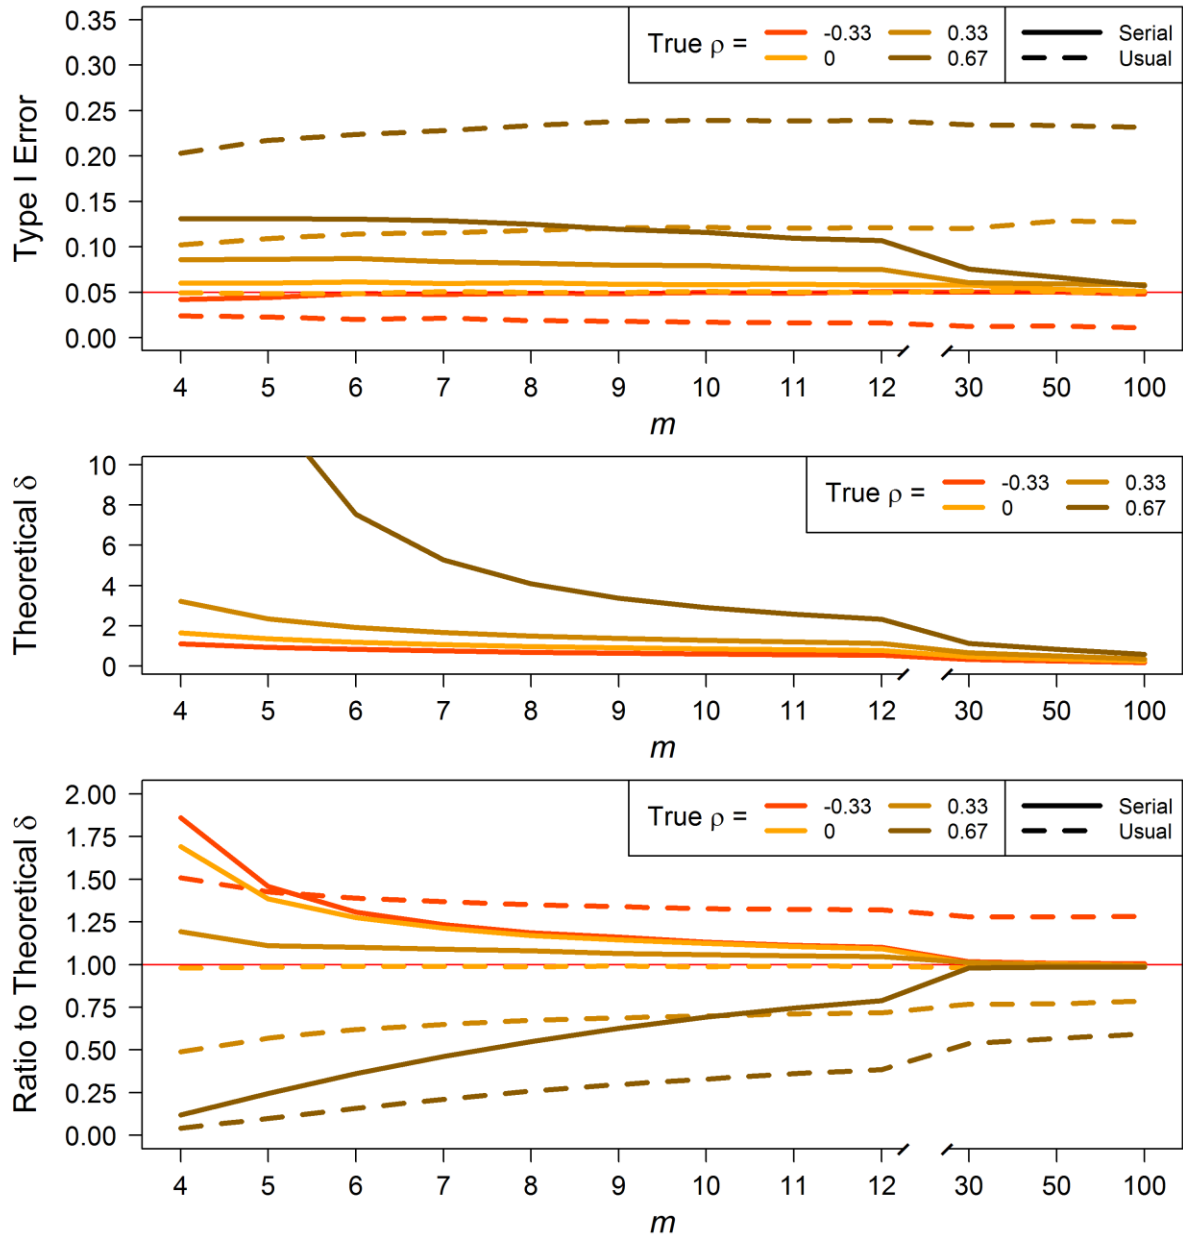 Type I Error
0.35
0.30
0.25
0.20
0.15
0.10
0.05
0.00
True ρ =
-0.33
0.33
0
0.67
Serial
Usual
4 5 6 7 8 9 10 11 12 30 50 100
m
Theoretical δ
10
8
6
4
2
0
True ρ =
-0.33
0.33
0
0.67
4 5 6 7 8 9 10 11 12 30 50 100
m
Ratio to Theoretical δ
2.00
1.75
1.50
1.25
1.00
0.75
0.50
0.25
0.00
True ρ =
-0.33
0.33
0
0.67
Serial
Usual
4 5 6 7 8 9 10 11 12 30 50 100
m